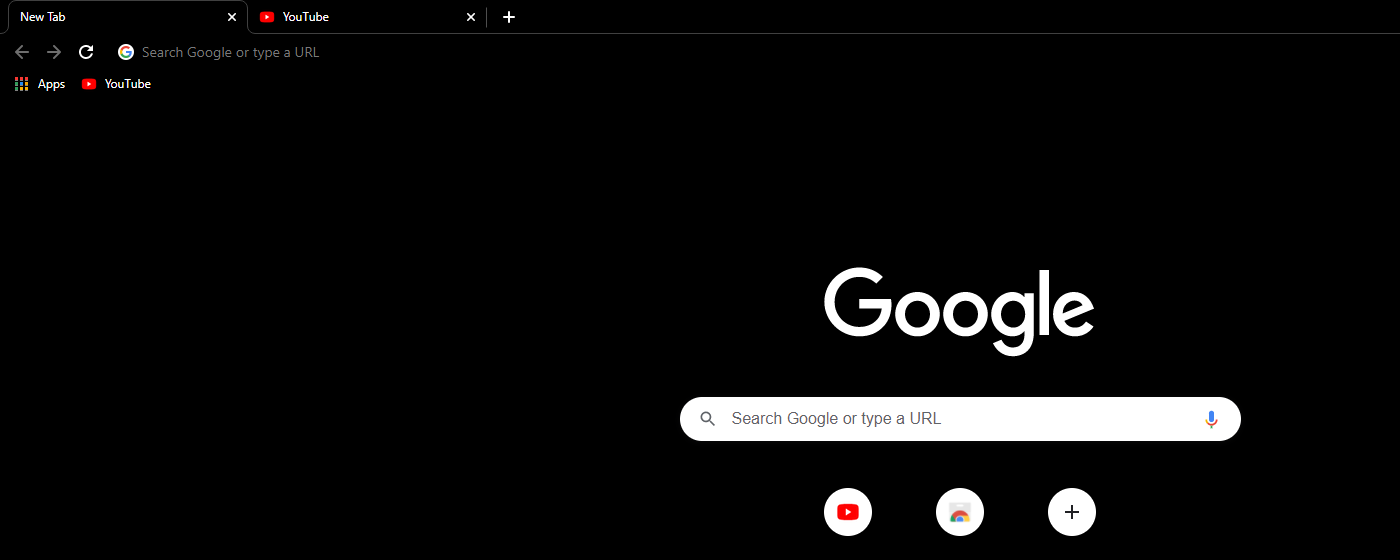 New Tab
YouTube
Search Google or type a URL
Apps
YouTube
Google
Search Google or type a URL